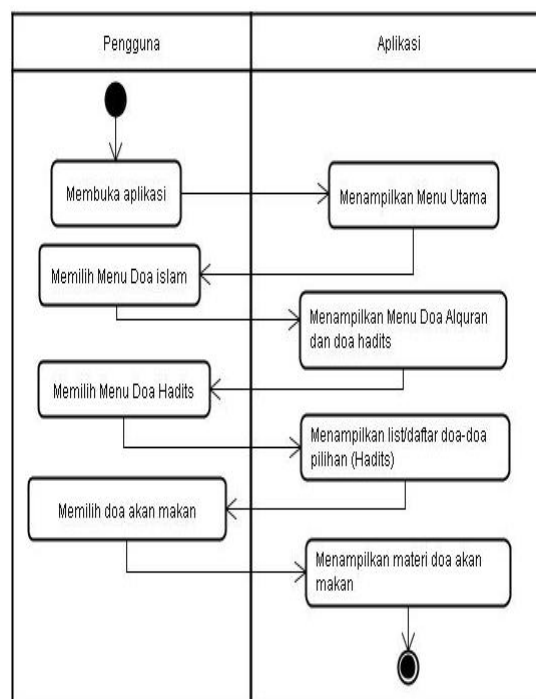 Pengguna
Aplikasi
Membuka aplikasi
Menampilkan Menu Utama
Memilih Menu Doa islam
Menampilkan Menu Doa Alquran
dan doa hadits
Memilih Menu Doa Hadits
Menampilkan list/daftar doa-doa
pilihan (Hadits)
Memilih doa akan makan
Menampilkan materi doa akan
makan